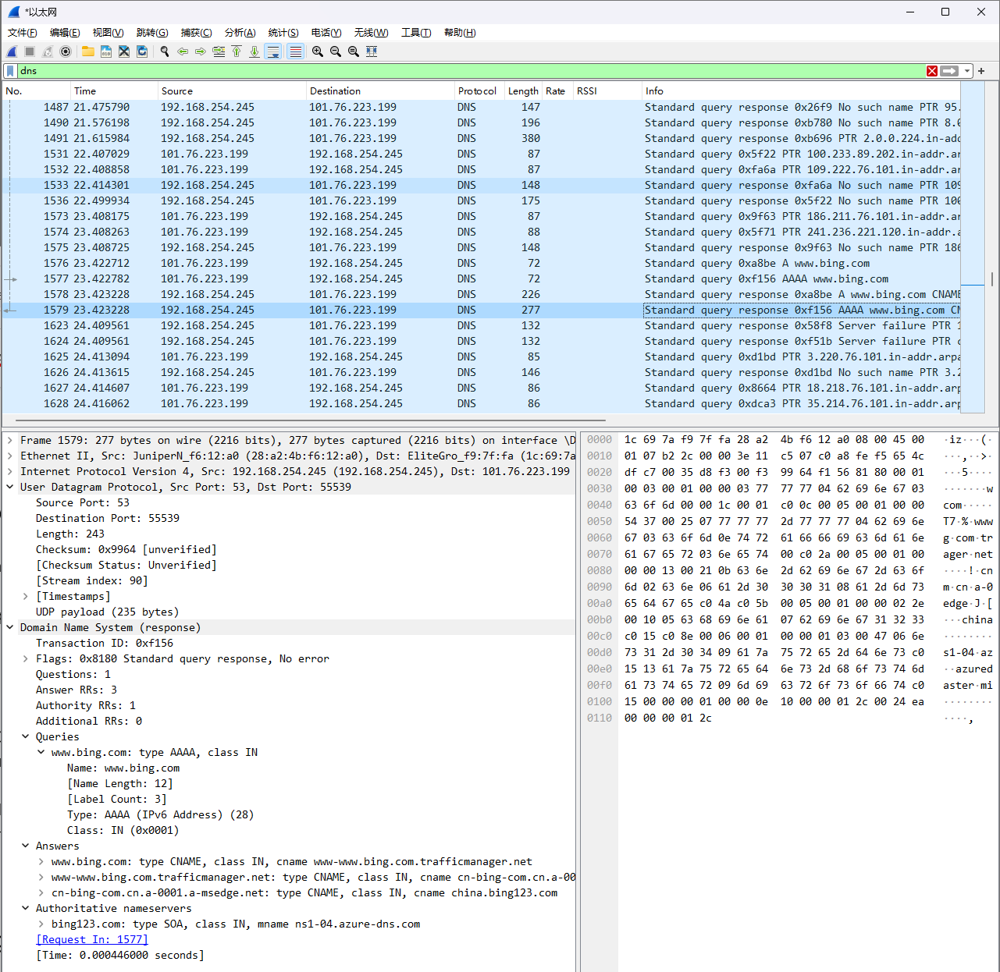 *以太网
文件(F) 编辑(E) 视图(V) 跳转(G) 捕获(C) 分析(A) 统计(S) 电话(Y) 无线(W) 工具(T) 帮助(H)
dns
No. Time Source Destination Protocol Length Rate RSSI Info
1487 21.475790 192.168.254.245 101.76.223.199 DNS 147 Standard query response 0x26f9 No such name PTR 95.
1490 21.576198 192.168.254.245 101.76.223.199 DNS 196 Standard query response 0xb780 No such name PTR 8.0
1491 21.615984 192.168.254.245 101.76.223.199 DNS 380 Standard query response 0xb696 PTR 2.0.0.224.in-add
1531 22.407029 101.76.223.199 192.168.254.245 DNS 87 Standard query 0x5f22 PTR 100.233.89.202.in-addr.ar
1532 22.408858 101.76.223.199 192.168.254.245 DNS 87 Standard query 0xfa6a PTR 109.222.76.101.in-addr.ar
1533 22.414301 192.168.254.245 101.76.223.199 DNS 148 Standard query response 0xfa6a No such name PTR 109
1536 22.499934 192.168.254.245 101.76.223.199 DNS 175 Standard query response 0x5f22 No such name PTR 100
1573 23.408175 101.76.223.199 192.168.254.245 DNS 87 Standard query 0x9f63 PTR 186.211.76.101.in-addr.ar
1574 23.408263 101.76.223.199 192.168.254.245 DNS 88 Standard query 0x5f71 PTR 241.236.221.120.in-addr.a
1575 23.408725 192.168.254.245 101.76.223.199 DNS 148 Standard query response 0x9f63 No such name PTR 186
1576 23.422712 101.76.223.199 192.168.254.245 DNS 72 Standard query 0xa8be A www.bing.com
1577 23.422782 101.76.223.199 192.168.254.245 DNS 72 Standard query 0xf156 AAAA www.bing.com
1578 23.423228 192.168.254.245 101.76.223.199 DNS 226 Standard query response 0xa8be A www.bing.com CNAME
1579 23.423228 192.168.254.245 101.76.223.199 DNS 277 Standard query response 0xf156 AAAA www.bing.com CN
1623 24.409561 192.168.254.245 101.76.223.199 DNS 132 Standard query response 0x58f8 Server failure PTR 1
1624 24.409561 192.168.254.245 101.76.223.199 DNS 132 Standard query response 0xf51b Server failure PTR c
1625 24.413094 101.76.223.199 192.168.254.245 DNS 85 Standard query 0xd1bd PTR 3.220.76.101.in-addr.arpa
1626 24.413615 192.168.254.245 101.76.223.199 DNS 146 Standard query response 0xd1bd No such name PTR 3.2
1627 24.414607 101.76.223.199 192.168.254.245 DNS 86 Standard query 0x8664 PTR 18.218.76.101.in-addr.arp
1628 24.416062 101.76.223.199 192.168.254.245 DNS 86 Standard query 0xdca3 PTR 35.214.76.101.in-addr.arp
Frame 1579: 277 bytes on wire (2216 bits), 277 bytes captured (2216 bits) on interface \D
Ethernet II, Src: JuniperN_f6:12:a0 (28:a2:4b:f6:12:a0), Dst: EliteGro_f9:7f:fa (1c:69:7a
Internet Protocol Version 4, Src: 192.168.254.245 (192.168.254.245), Dst: 101.76.223.199
User Datagram Protocol, Src Port: 53, Dst Port: 55539
Source Port: 53
Destination Port: 55539
Length: 243
Checksum: 0x9964 [unverified]
[Checksum Status: Unverified]
[Stream index: 90]
[Timestamps]
UDP payload (235 bytes)
Domain Name System (response)
Transaction ID: 0xf156
Flags: 0x8180 Standard query response, No error
Questions: 1
Answer RRs: 3
Authority RRs: 1
Additional RRs: 0
Queries
www.bing.com: type AAAA, class IN
Name: www.bing.com
[Name Length: 12]
[Label Count: 3]
Type: AAAA (IPv6 Address) (28)
Class: IN (0x0001)
Answers
www.bing.com: type CNAME, class IN, cname www-www.bing.com.trafficmanager.net
www-www.bing.com.trafficmanager.net: type CNAME, class IN, cname cn-bing-com.cn.a-00
cn-bing-com.cn.a-0001.a-msedge.net: type CNAME, class IN, cname china.bing123.com
Authoritative nameservers
bing123.com: type SOA, class IN, mname ns1-04.azure-dns.com
[Request In: 1577]
[Time: 0.000446000 seconds]
0000 1c 69 7a f9 7f fa 28 a2 4b f6 12 a0 08 00 45 00 ·iz···(·
0010 01 07 b2 2c 00 00 3e 11 c5 07 c0 a8 fe f5 65 4c ···,··>·
0020 df c7 00 35 d8 f3 00 f3 99 64 f1 56 81 80 00 01 ···5····
0030 00 03 00 01 00 00 03 77 77 77 04 62 69 6e 67 03 ·······w
0040 63 6f 6d 00 00 1c 00 01 c0 0c 00 05 00 01 00 00 com·····
0050 54 37 00 25 07 77 77 77 2d 77 77 77 04 62 69 6e T7·%·www
0060 67 03 63 6f 6d 0e 74 72 61 66 66 69 63 6d 61 6e g·com·tr
0070 61 67 65 72 03 6e 65 74 00 c0 2a 00 05 00 01 00 ager·net
0080 00 00 13 00 21 0b 63 6e 2d 62 69 6e 67 2d 63 6f ····!·cn
0090 6d 02 63 6e 06 61 2d 30 30 30 31 08 61 2d 6d 73 m·cn·a-0
00a0 65 64 67 65 c0 4a c0 5b 00 05 00 01 00 00 02 2e edge·J·[
00b0 00 10 05 63 68 69 6e 61 07 62 69 6e 67 31 32 33 ···china
00c0 c0 15 c0 8e 00 06 00 01 00 00 01 03 00 47 06 6e ········
00d0 73 31 2d 30 34 09 61 7a 75 72 65 2d 64 6e 73 c0 s1-04·az
00e0 15 13 61 7a 75 72 65 64 6e 73 2d 68 6f 73 74 6d ··azured
00f0 61 73 74 65 72 09 6d 69 63 72 6f 73 6f 66 74 c0 aster·mi
0100 15 00 00 00 01 00 00 0e 10 00 00 01 2c 00 24 ea ········
0110 00 00 00 01 2c ····,